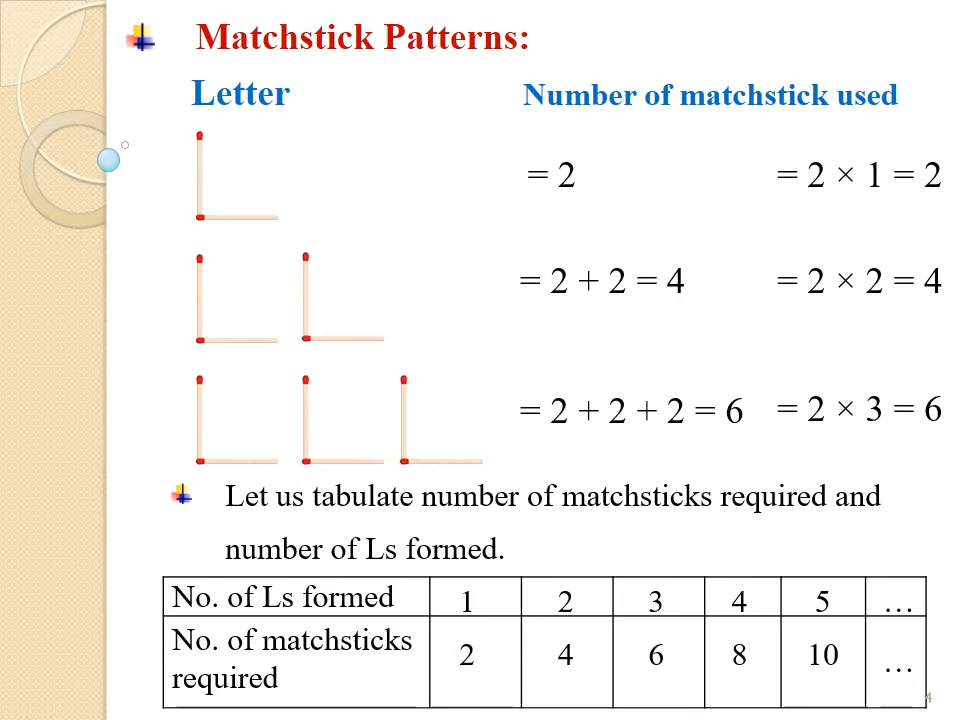 Matchstick Patterns:
Letter Number of matchstick used
= 2 = 2 × 1 = 2
= 2 + 2 = 4 = 2 × 2 = 4
= 2 + 2 + 2 = 6 = 2 × 3 = 6
Let us tabulate number of matchsticks required and
number of Ls formed.
No. of Ls formed 1 2 3 4 5 ...
No. of matchsticks
required 2 4 6 8 10 ...
4